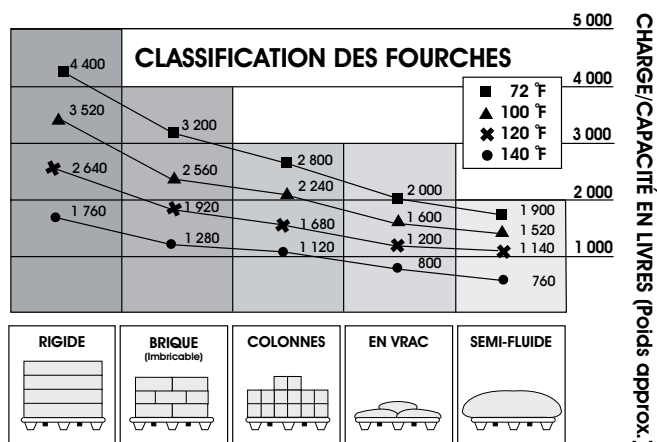 CLASSIFICATION DES FOURCHES
5 000
4 000
3 000
2 000
1 000
CHARGE/CAPACITÉ EN LIVRES (Poids approx.)
72 °F
100 °F
120 °F
140 °F
4 400
3 200
2 800
2 000
1 900
3 520
2 560
2 240
1 600
1 520
2 640
1 920
1 680
1 200
1 140
1 760
1 280
1 120
800
760
RIGIDE
BRIQUE
(Imbricable)
COLONNES
EN VRAC
SEMI-FLUIDE